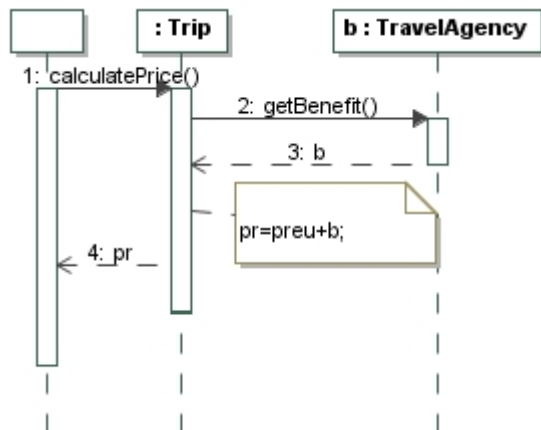 : Trip
b : TravelAgency
1: calculatePrice()
2: getBenefit()
3: b
pr=preu+b;
4: pr